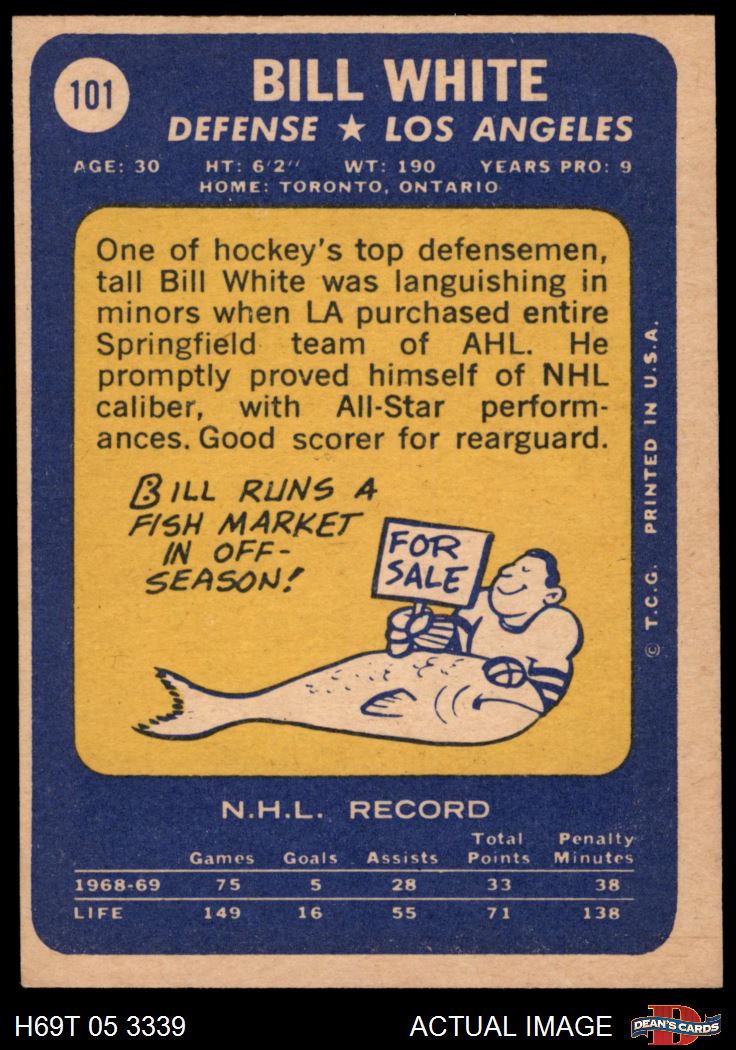 101
BILL WHITE
DEFENSE ★ LOS ANGELES
AGE: 30 HT: 6'2" WT: 190 YEARS PRO: 9
HOME: TORONTO, ONTARIO
One of hockey's top defensemen,
tall Bill White was languishing in
minors when LA purchased entire
Springfield team of AHL. He
promptly proved himself of NHL
caliber, with All-Star perform-
ances. Good scorer for rearguard.
BILL RUNS A
FISH MARKET
IN OFF-
SEASON!
FOR
SALE
© T.C.G. PRINTED IN U.S.A.
N.H.L. RECORD
Games Goals Assists Total Points Penalty Minutes
1968-69 75 5 28 33 38
LIFE 149 16 55 71 138
H69T 05 3339 ACTUAL IMAGE DEAN'S CARDS